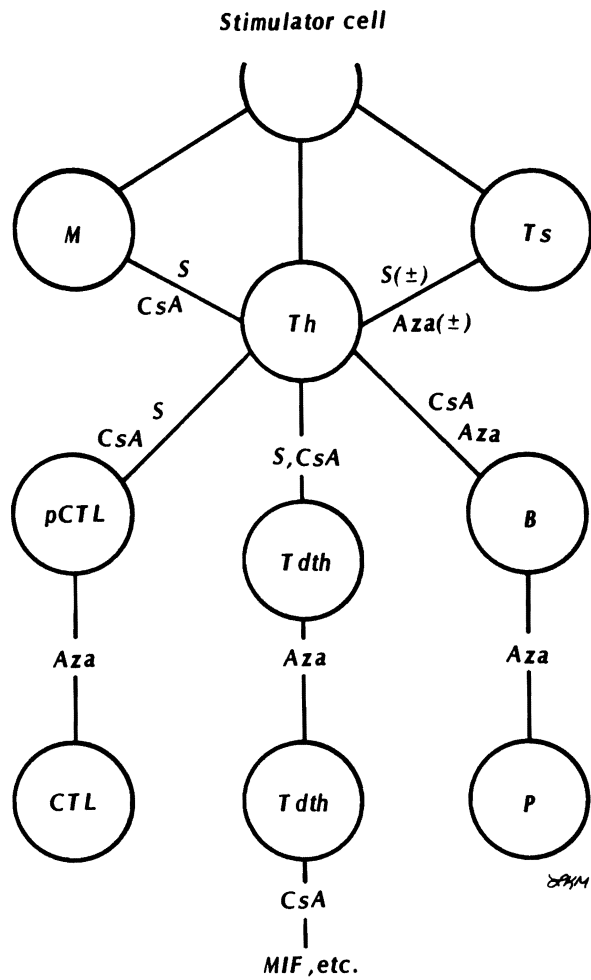 Stimulator cell
M
Ts
S
CsA
Th
S(±)
Aza(±)
S
CsA
S,CsA
CsA
Aza
pCTL
Tdth
B
Aza
Aza
Aza
CTL
Tdth
P
CsA
MIF,etc.